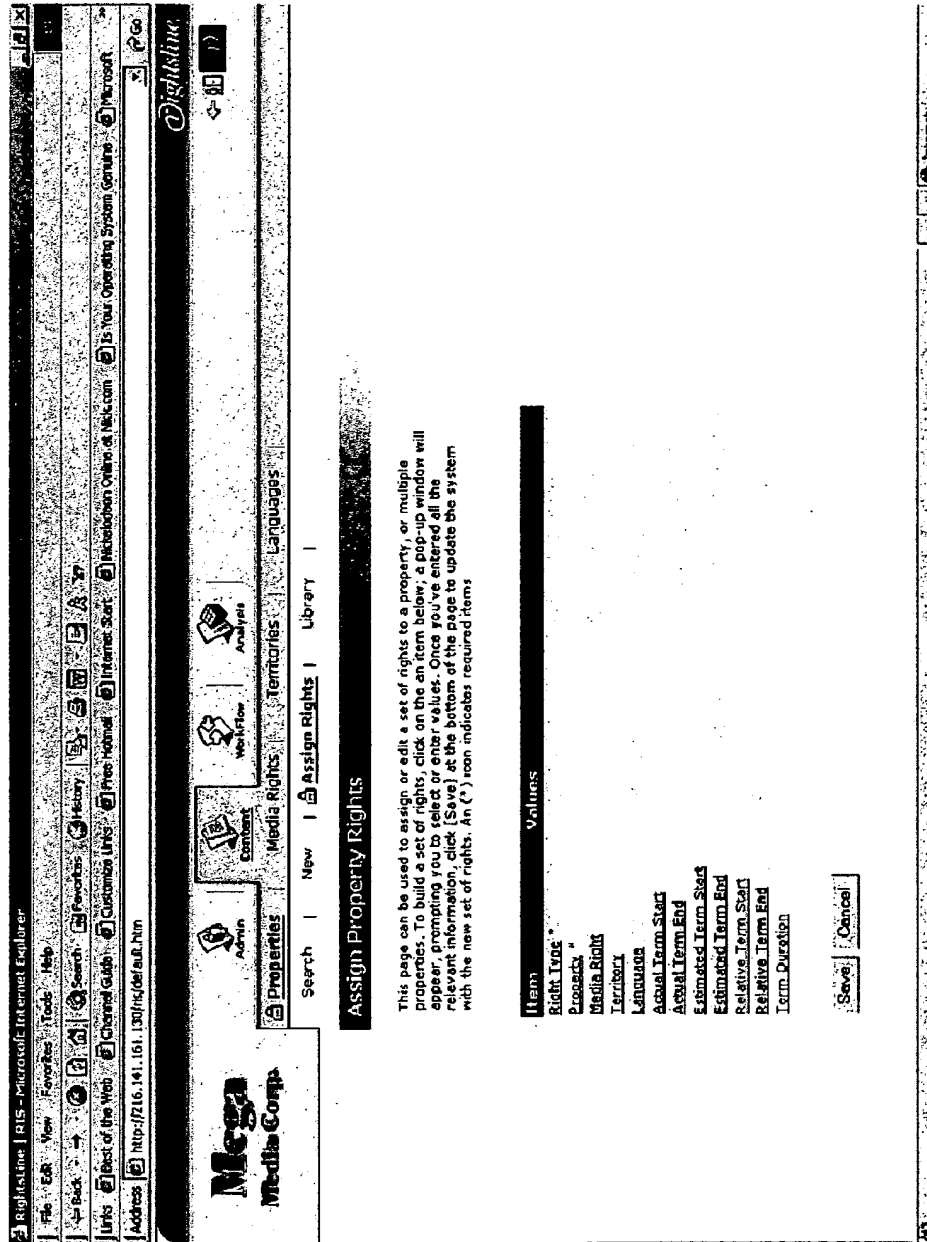 RightsLine | RIS - Microsoft Internet Explorer
File Edit View Favorites Tools Help
Back Search Favorites History
Links Best of the Web Channel Guide Customize Links Free Hotmail Internet Start Nickelodeon Online at Nick.com Is Your Operating System Genuine Microsoft
Address http://216.141.161.130/ris/default.htm Go
Rightsline
Mega
Media Corp.
Admin Content WorkFlow Analysis
Properties Media Rights Territories Languages
Search | New | Assign Rights | Library |
Assign Property Rights
This page can be used to assign or edit a set of rights to a property, or multiple
properties. To build a set of rights, click on the an item below; a pop-up window will
appear, prompting you to select or enter values. Once you've entered all the
relevant information, click [Save] at the bottom of the page to update the system
with the new set of rights. An (*) icon indicates required items
Item Values
Right Type *
Property *
Media Right
Territory
Language
Actual Term Start
Actual Term End
Estimated Term Start
Estimated Term End
Relative Term Start
Relative Term End
Term Duration
Save Cancel